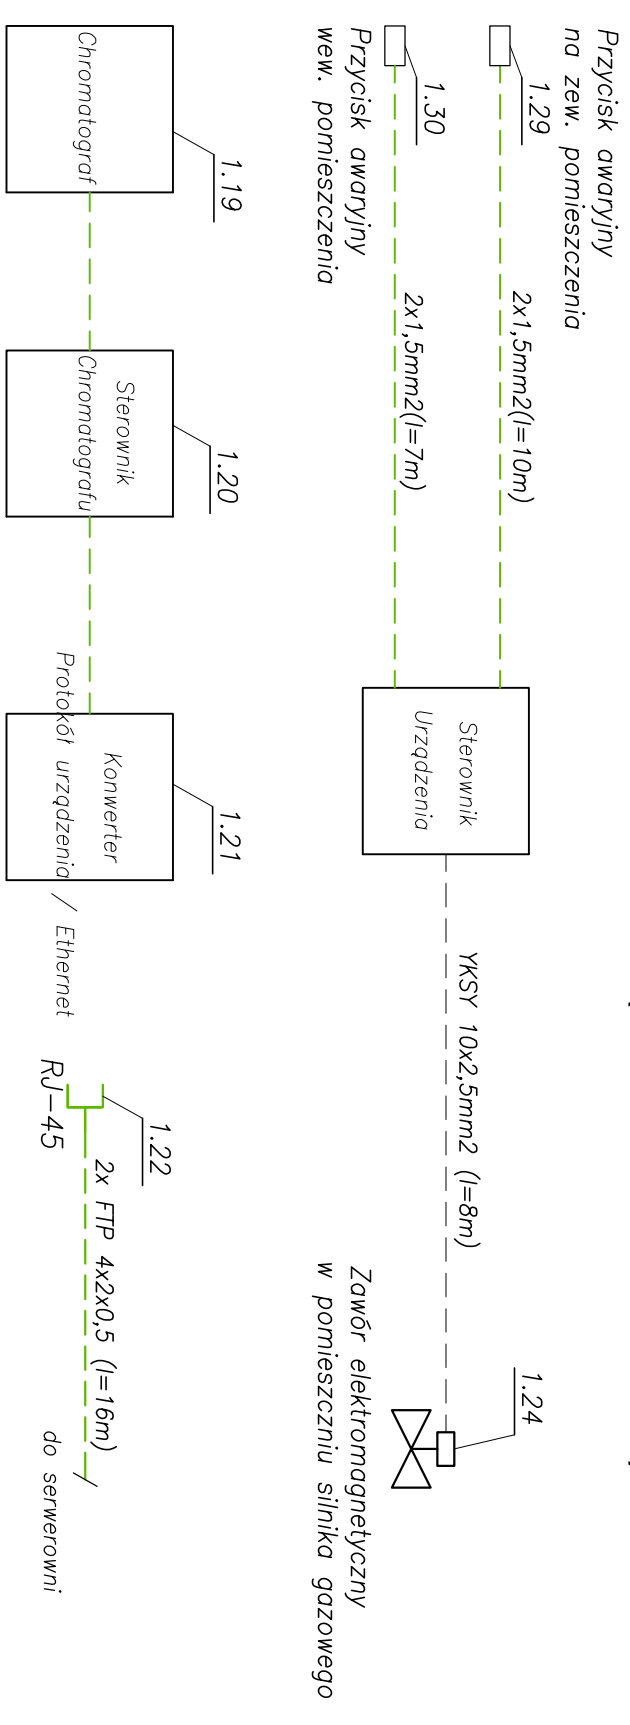 Przycisk awaryjny
na zew. pomieszczenia
1.29
2x1,5mm2(l=10m)
1.30
2x1,5mm2(l=7m)
Przycisk awaryjny
wew. pomieszczenia
Sterownik
Urządzenia
YKSY 10x2,5mm2 (l=8m)
1.24
Zawór elektromagnetyczny
w pomieszczniu silnika gazowego
1.19
Chromatograf
1.20
Sterownik
Chromatografu
1.21
Konwerter
Protokół urządzenia / Ethernet
1.22
RJ-45
2x FTP 4x2x0,5 (l=16m)
do serwerowni